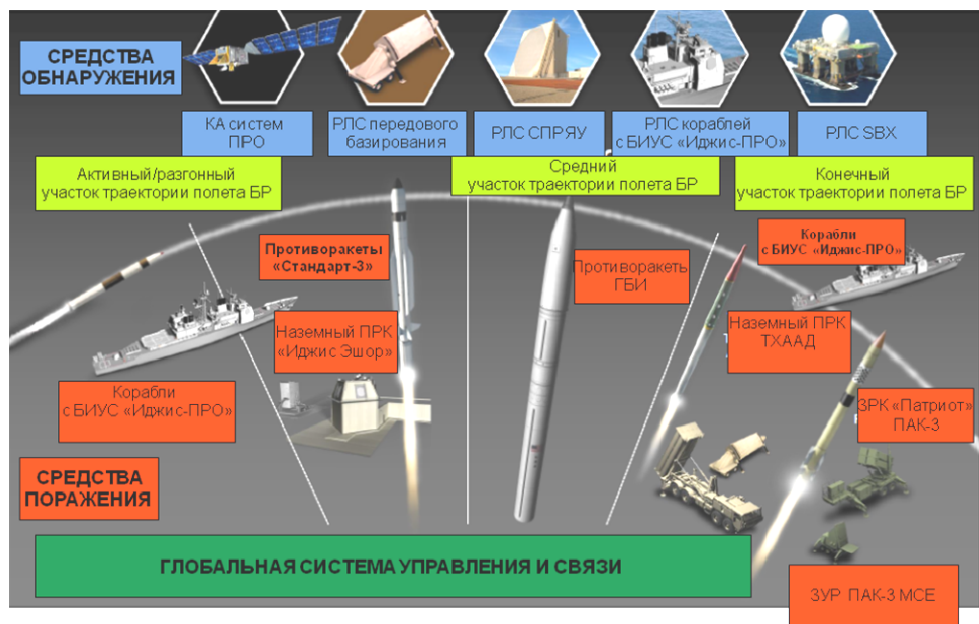 СРЕДСТВА
ОБНАРУЖЕНИЯ
КА систем
ПРО
РЛС передового
базирования
РЛС СПРЯУ
РЛС кораблей
с БИУС «Иджис-ПРО»
РЛС SBX
Активный/разгонный
участок траектории полета БР
Средний
участок траектории полета БР
Конечный
участок траектории полета БР
Противоракеты
«Стандарт-3»
Наземный ПРК
«Иджис Эшор»
Корабли
с БИУС «Иджис-ПРО»
Противоракеть
ГБИ
Корабли
с БИУС «Иджис-ПРО»
Наземный ПРК
ТХААД
ЗРК «Патриот»
ПАК-3
СРЕДСТВА
ПОРАЖЕНИЯ
ГЛОБАЛЬНАЯ СИСТЕМА УПРАВЛЕНИЯ И СВЯЗИ
ЗУР ПАК-3 МСЕ